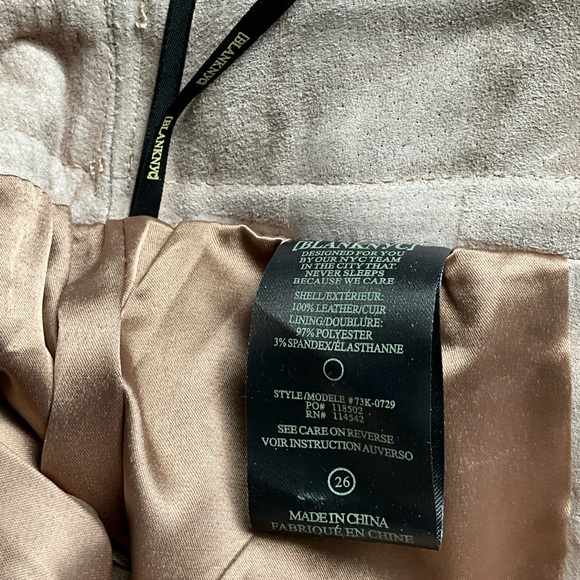 [BLANKNYC]
[BLANKNYC]
[BLANKNYC]
[BLANKNYC]
DESIGNED FOR YOU
BY OUR NYC TEAM
IN THE CITY THAT
NEVER SLEEPS
BECAUSE WE CARE
SHELL/EXTÉRIEUR:
100% LEATHER/CUIR
LINING/DOUBLURE:
97% POLYESTER
3% SPANDEX/ÉLASTHANNE
STYLE/MODELE #73K-0729
PO# 118502
RN# 114542
SEE CARE ON REVERSE
VOIR INSTRUCTION AUVERSO
26
MADE IN CHINA
FABRIQUÉ EN CHINE